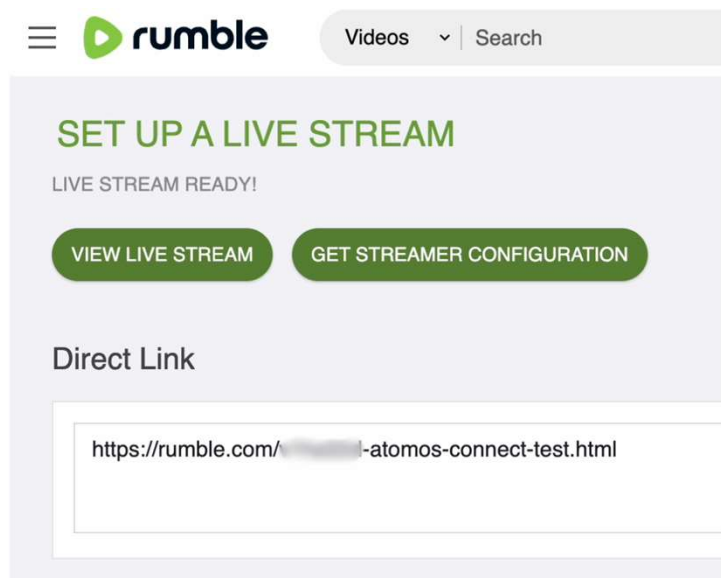 rumble
Videos
Search
SET UP A LIVE STREAM
LIVE STREAM READY!
VIEW LIVE STREAM
GET STREAMER CONFIGURATION
Direct Link
https://rumble.com/ -atomos-connect-test.html